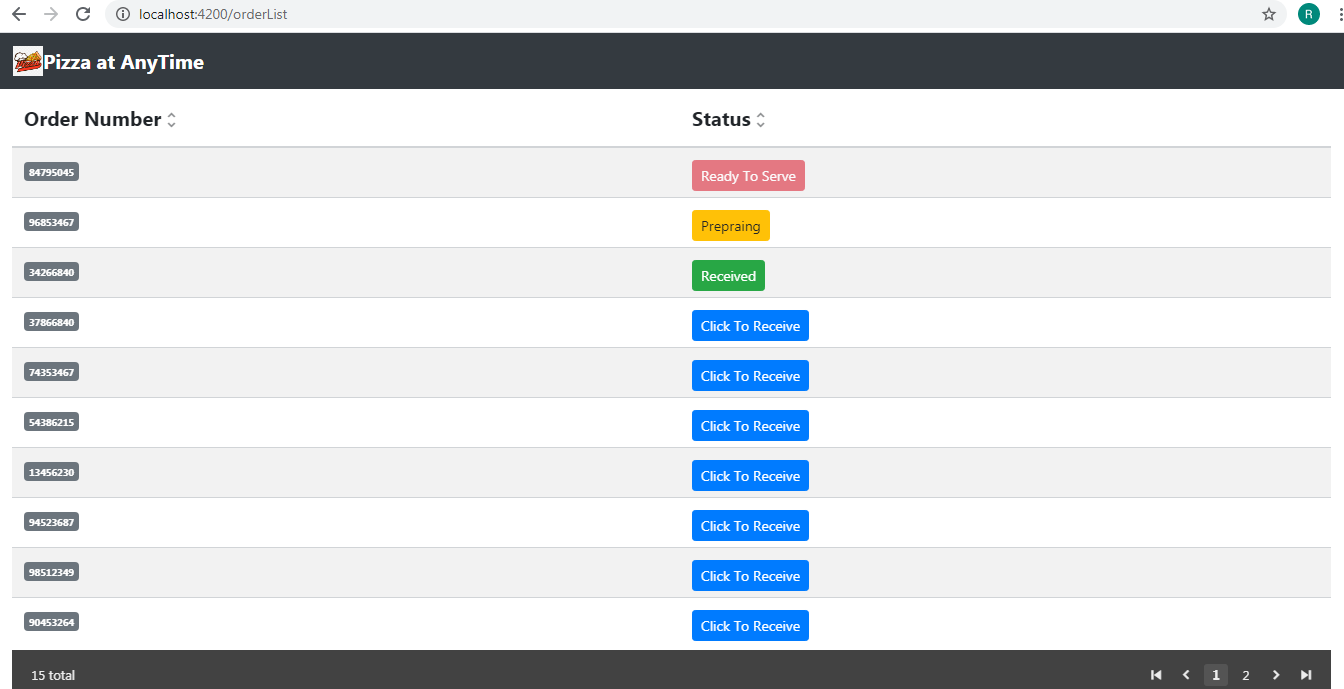 localhost:4200/orderList
R
Pizza at AnyTime
Order Number Status
84795045 Ready To Serve
96853467 Prepraing
34266840 Received
37866840 Click To Receive
74353467 Click To Receive
54386215 Click To Receive
13456230 Click To Receive
94523687 Click To Receive
98512349 Click To Receive
90453264 Click To Receive
15 total 1 2